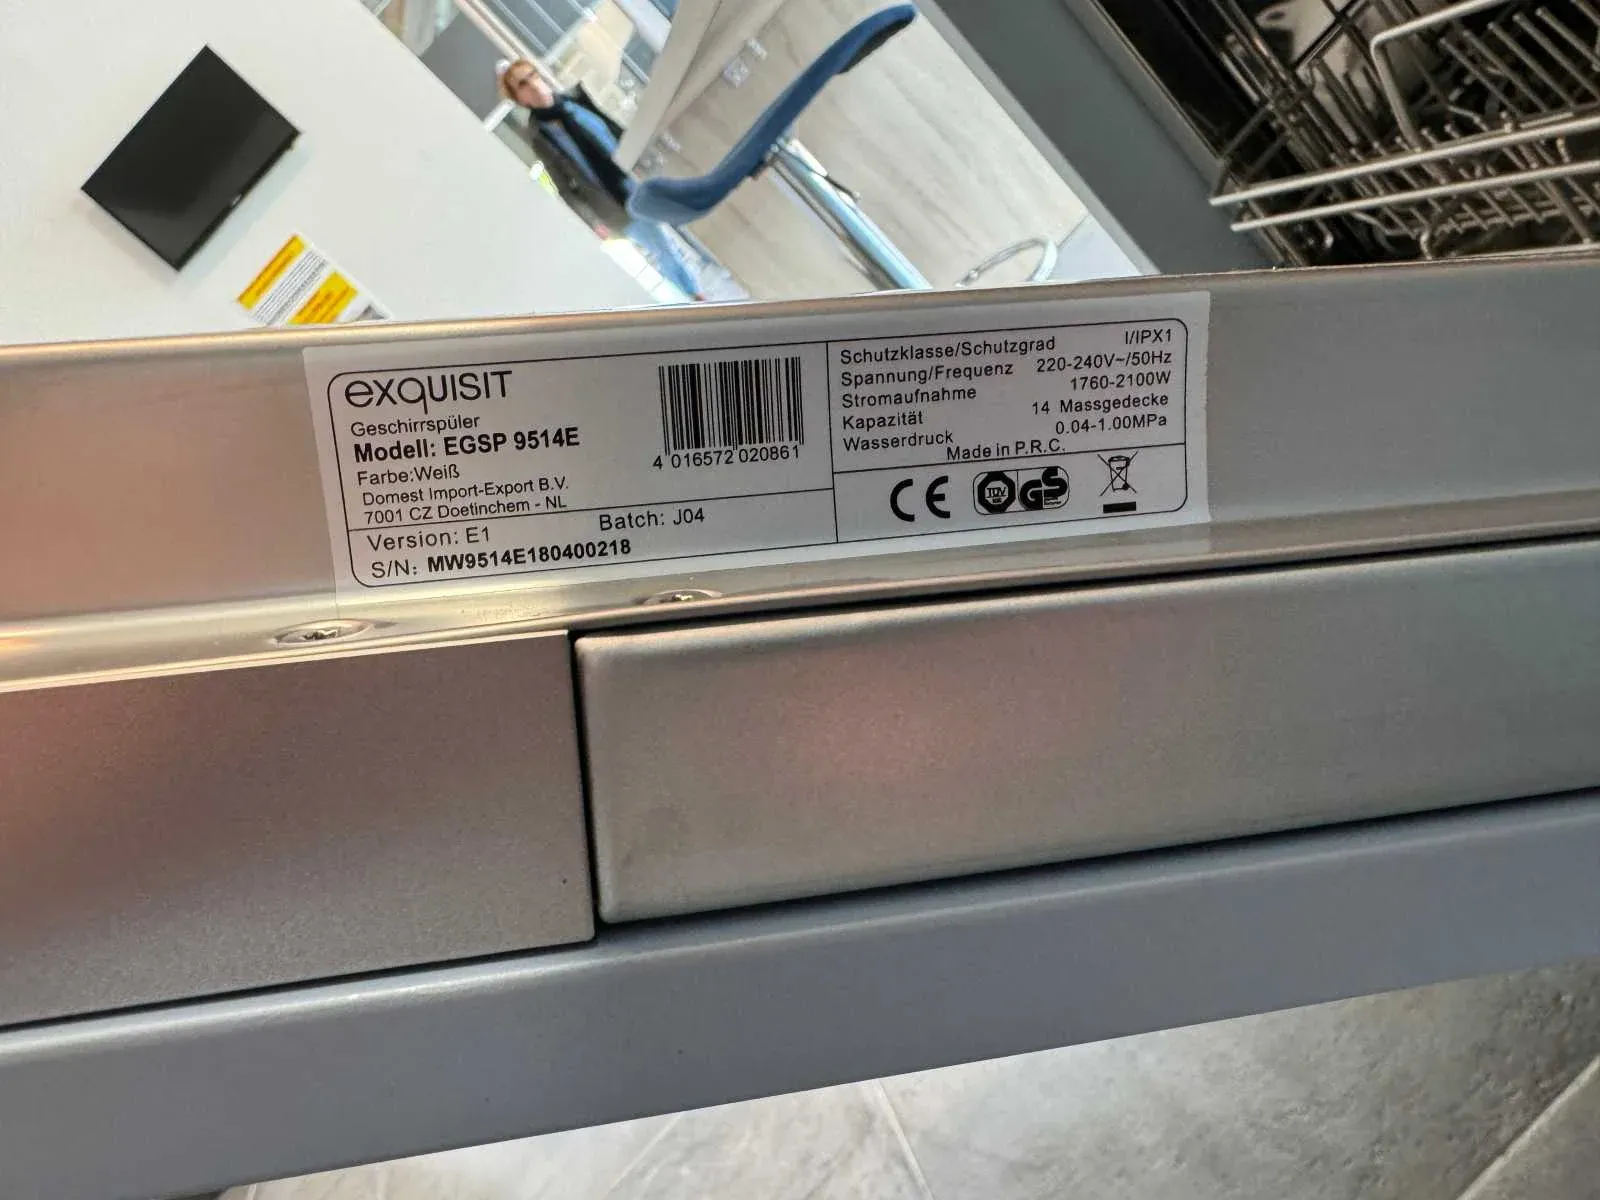 exquisit
Geschirrspüler
Modell: EGSP 9514E
Farbe:Weiß
Domest Import-Export B.V.
7001 CZ Doetinchem - NL
4 016572 020861
Version: E1
Batch: J04
S/N: MW9514E180400218
Schutzklasse/Schutzgrad I/IPX1
Spannung/Frequenz 220-240V~/50Hz
Stromaufnahme 1760-2100W
Kapazität 14 Massgedecke
Wasserdruck 0.04-1.00MPa
Made in P.R.C.
CE TÜV GS